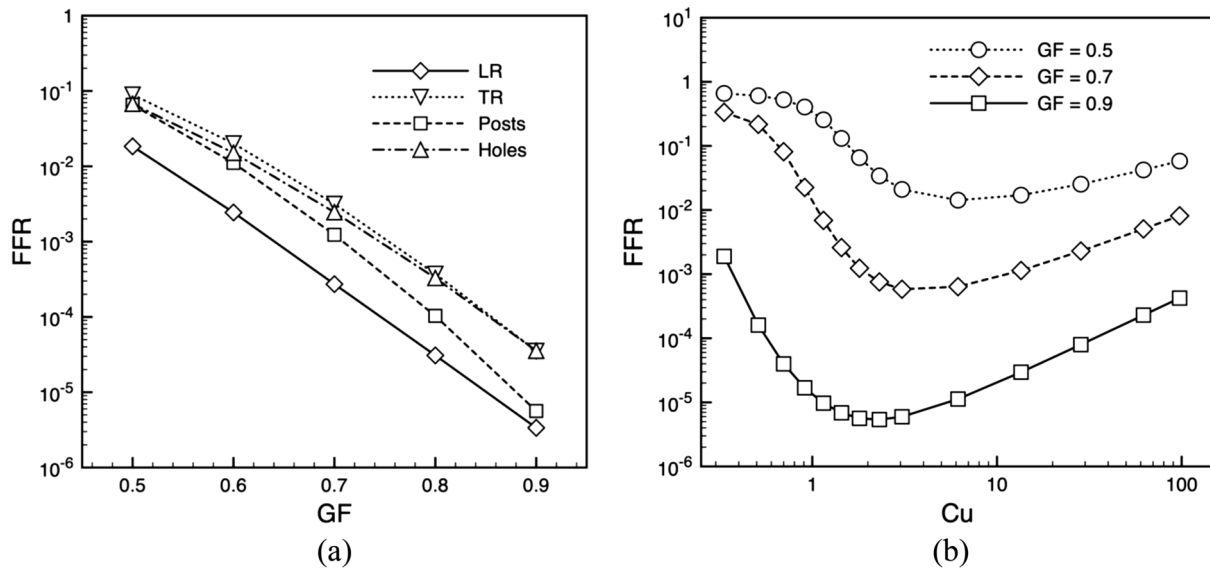 1
10⁻¹
10⁻²
10⁻³
10⁻⁴
10⁻⁵
10⁻⁶
FFR
0.5 0.6 0.7 0.8 0.9
GF
LR
TR
Posts
Holes
(a)
10¹
1
10⁻¹
10⁻²
10⁻³
10⁻⁴
10⁻⁵
10⁻⁶
FFR
1 10 100
Cu
GF = 0.5
GF = 0.7
GF = 0.9
(b)